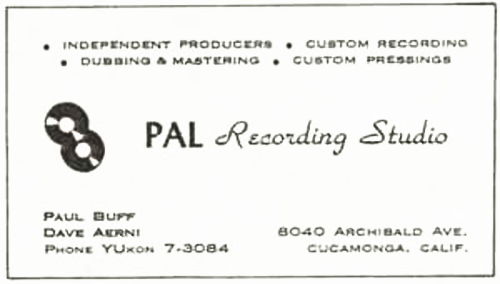 • INDEPENDENT PRODUCERS • CUSTOM RECORDING
• DUBBING & MASTERING • CUSTOM PRESSINGS
PAL Recording Studio
PAUL BUFF
DAVE AERNI
PHONE YUKON 7-3084
8040 ARCHIBALD AVE.
CUCAMONGA, CALIF.